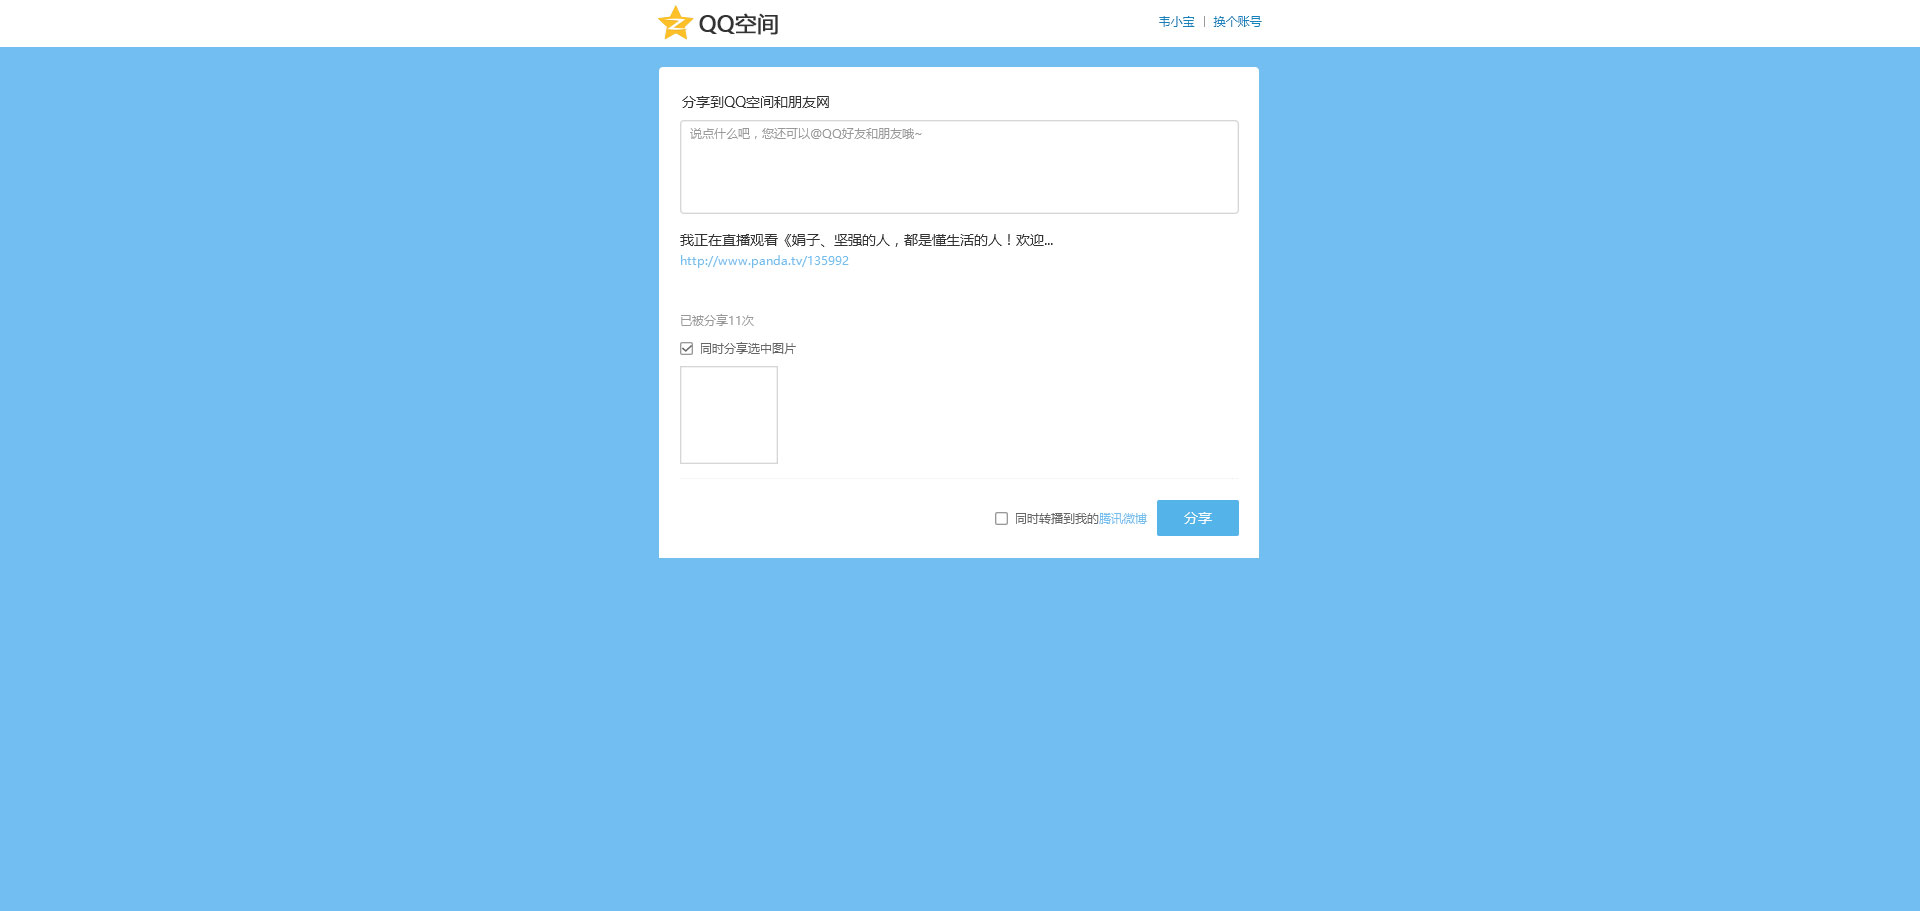 QQ空间
韦小宝 | 换个账号
分享到QQ空间和朋友网
说点什么吧，您还可以@QQ好友和朋友哦~
我正在直播观看《娟子、坚强的人，都是懂生活的人！欢迎...
http://www.panda.tv/135992
已被分享11次
同时分享选中图片
同时转播到我的腾讯微博
分享